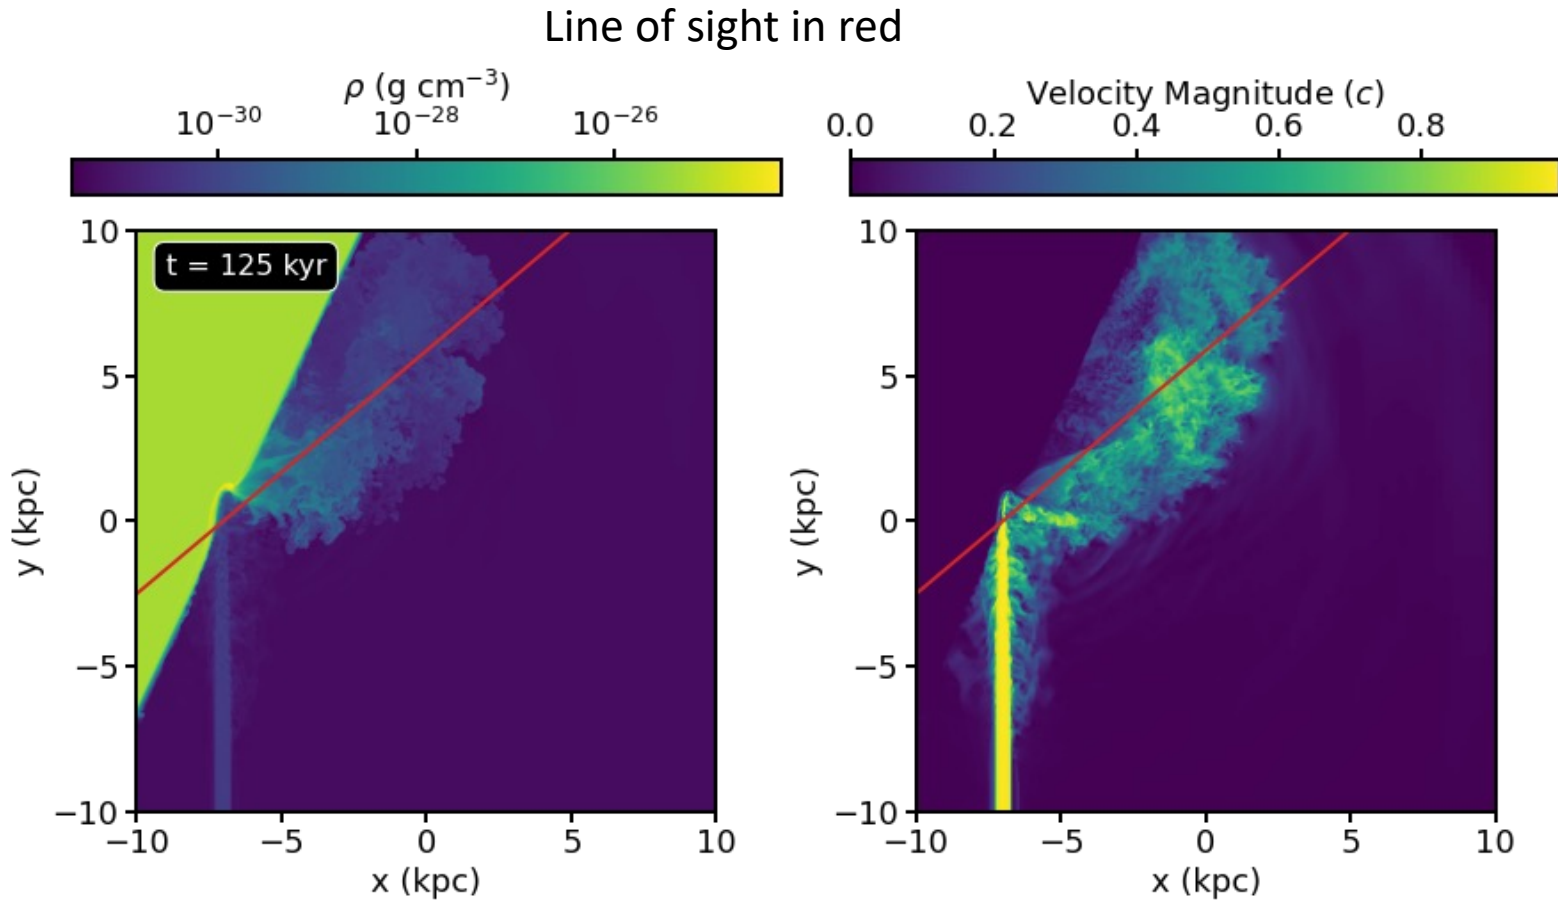 Line of sight in red
ρ (g cm⁻³)
10⁻³⁰ 10⁻²⁸ 10⁻²⁶
Velocity Magnitude (c)
0.0 0.2 0.4 0.6 0.8
t = 125 kyr
10
5
0
−5
−10
y (kpc)
−10 −5 0 5 10
x (kpc)
10
5
0
−5
−10
y (kpc)
−10 −5 0 5 10
x (kpc)